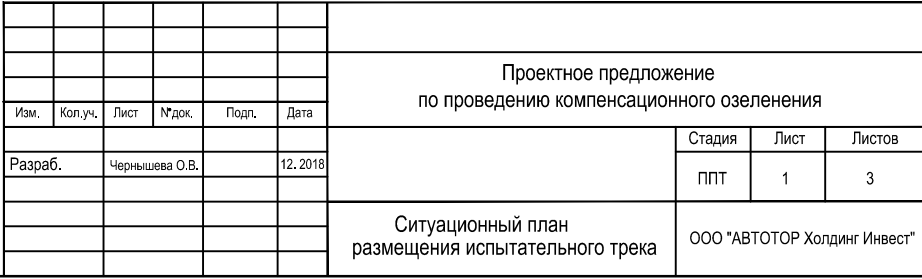 Проектное предложение
по проведению компенсационного озеленения
Изм. Кол.уч. Лист №док. Подп. Дата
Стадия Лист Листов
Разраб. Чернышева О.В. 12.2018
ППТ 1 3
Ситуационный план
размещения испытательного трека
ООО "АВТОТОР Холдинг Инвест"